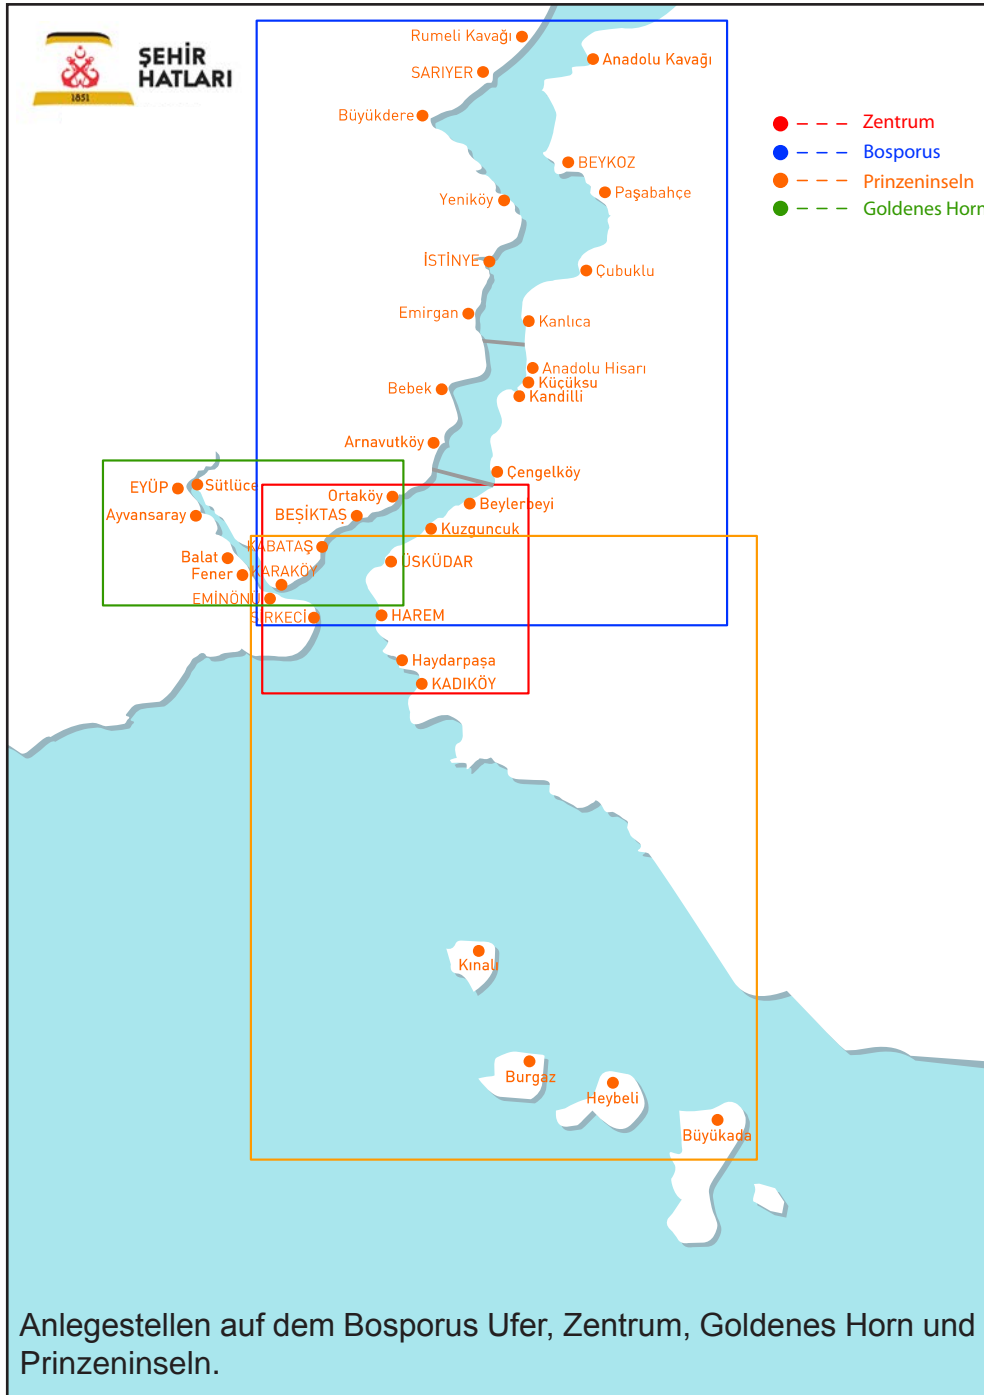 ŞEHİR
HATLARI
1851
Rumeli Kavağı
Anadolu Kavağı
SARIYER
Büyükdere
Zentrum
Bosporus
Prinzeninseln
Goldenes Horn
BEYKOZ
Paşabahçe
Yeniköy
İSTİNYE
Çubuklu
Emirgan
Kanlıca
Anadolu Hisarı
Küçüksu
Kandilli
Bebek
Arnavutköy
Çengelköy
EYÜP
Sütlüce
Ortaköy
Beylerbeyi
Ayvansaray
BEŞİKTAŞ
Kuzguncuk
KABATAŞ
Balat
ÜSKÜDAR
Fener
KARAKÖY
EMİNÖNÜ
SİRKECİ
HAREM
Haydarpaşa
KADIKÖY
Kınalı
Burgaz
Heybeli
Büyükada
Anlegestellen auf dem Bosporus Ufer, Zentrum, Goldenes Horn und
Prinzeninseln.